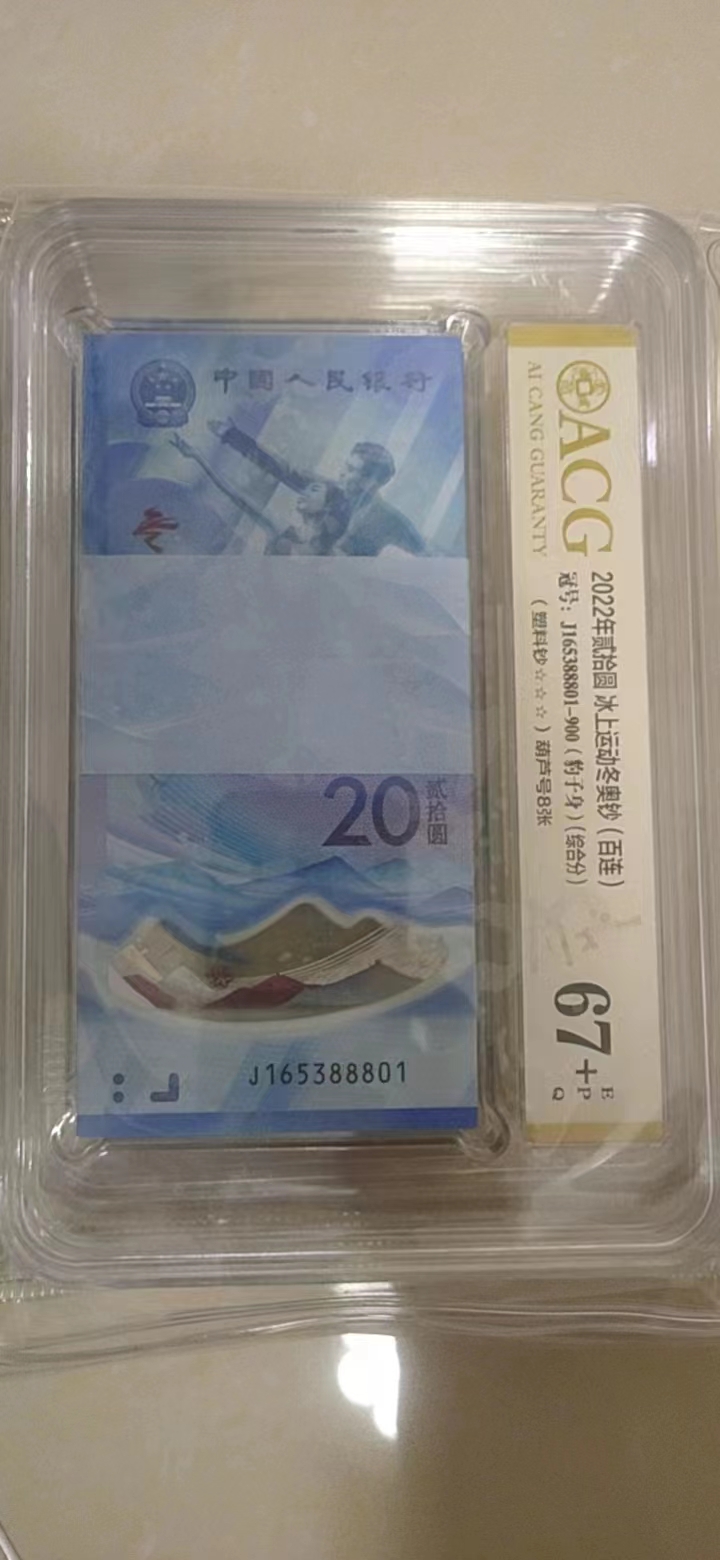 中國人民银行
20
贰拾圆
J165388801
ACG
AI CANG GUARANTY
2022年贰拾圆 冰上运动冬奥钞（百连）
冠号：J165388801-900（豹子身）(综合分)
（塑料钞☆☆☆）葫芦号8张
67+
E
P
Q